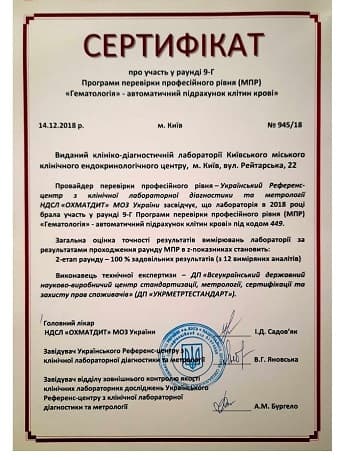 СЕРТИФІКАТ
про участь у раунді 9-Г
Програми перевірки професійного рівня (МПР)
«Гематологія» - автоматичний підрахунок клітин крові»
14.12.2018 р. м. Київ № 945/18
Виданий клініко-діагностичній лабораторії Київського міського
клінічного ендокринологічного центру, м. Київ, вул. Рейтарська, 22
Провайдер перевірки професійного рівня – Український Референс-
центр з клінічної лабораторної діагностики та метрології
НДСЛ «ОХМАТДИТ» МОЗ України засвідчує, що лабораторія в 2018 році
брала участь у раунді 9-Г Програми перевірки професійного рівня (МПР)
«Гематологія» - автоматичний підрахунок клітин крові» під кодом 449.
Загальна оцінка точності результатів вимірювань лабораторії за
результатами проходження раунду МПР в z-показниках становить:
2-етап раунду – 100 % задовільних результатів (з 12 виміряних аналітів)
Виконавець технічної експертизи – ДП «Всеукраїнський державний
науково-виробничий центр стандартизації, метрології, сертифікації та
захисту прав споживачів» (ДП «УКРМЕТРТЕСТСТАНДАРТ»).
Головний лікар
НДСЛ «ОХМАТДИТ» МОЗ України І.Д. Садов'як
Завідувач Українського Референс-центру з
клінічної лабораторної діагностики та метрології В.Г. Яновська
Завідувач відділу зовнішнього контролю якості
клінічних лабораторних досліджень Українського
Референс-центру з клінічної лабораторної
діагностики та метрології А.М. Бургело